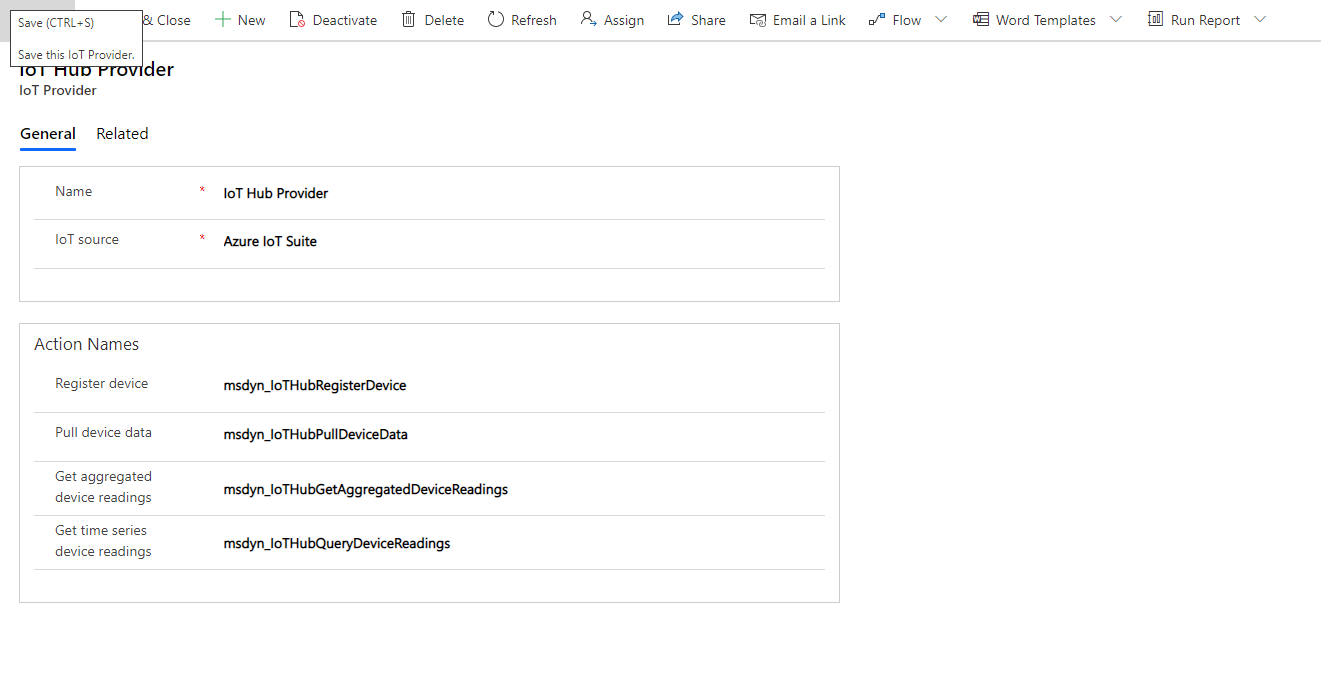 Save (CTRL+S)
Save this IoT Provider.
& Close
New
Deactivate
Delete
Refresh
Assign
Share
Email a Link
Flow
Word Templates
Run Report
IoT Hub Provider
IoT Provider
General
Related
Name * IoT Hub Provider
IoT source * Azure IoT Suite
Action Names
Register device msdyn_IoTHubRegisterDevice
Pull device data msdyn_IoTHubPullDeviceData
Get aggregated
device readings
msdyn_IoTHubGetAggregatedDeviceReadings
Get time series
device readings
msdyn_IoTHubQueryDeviceReadings